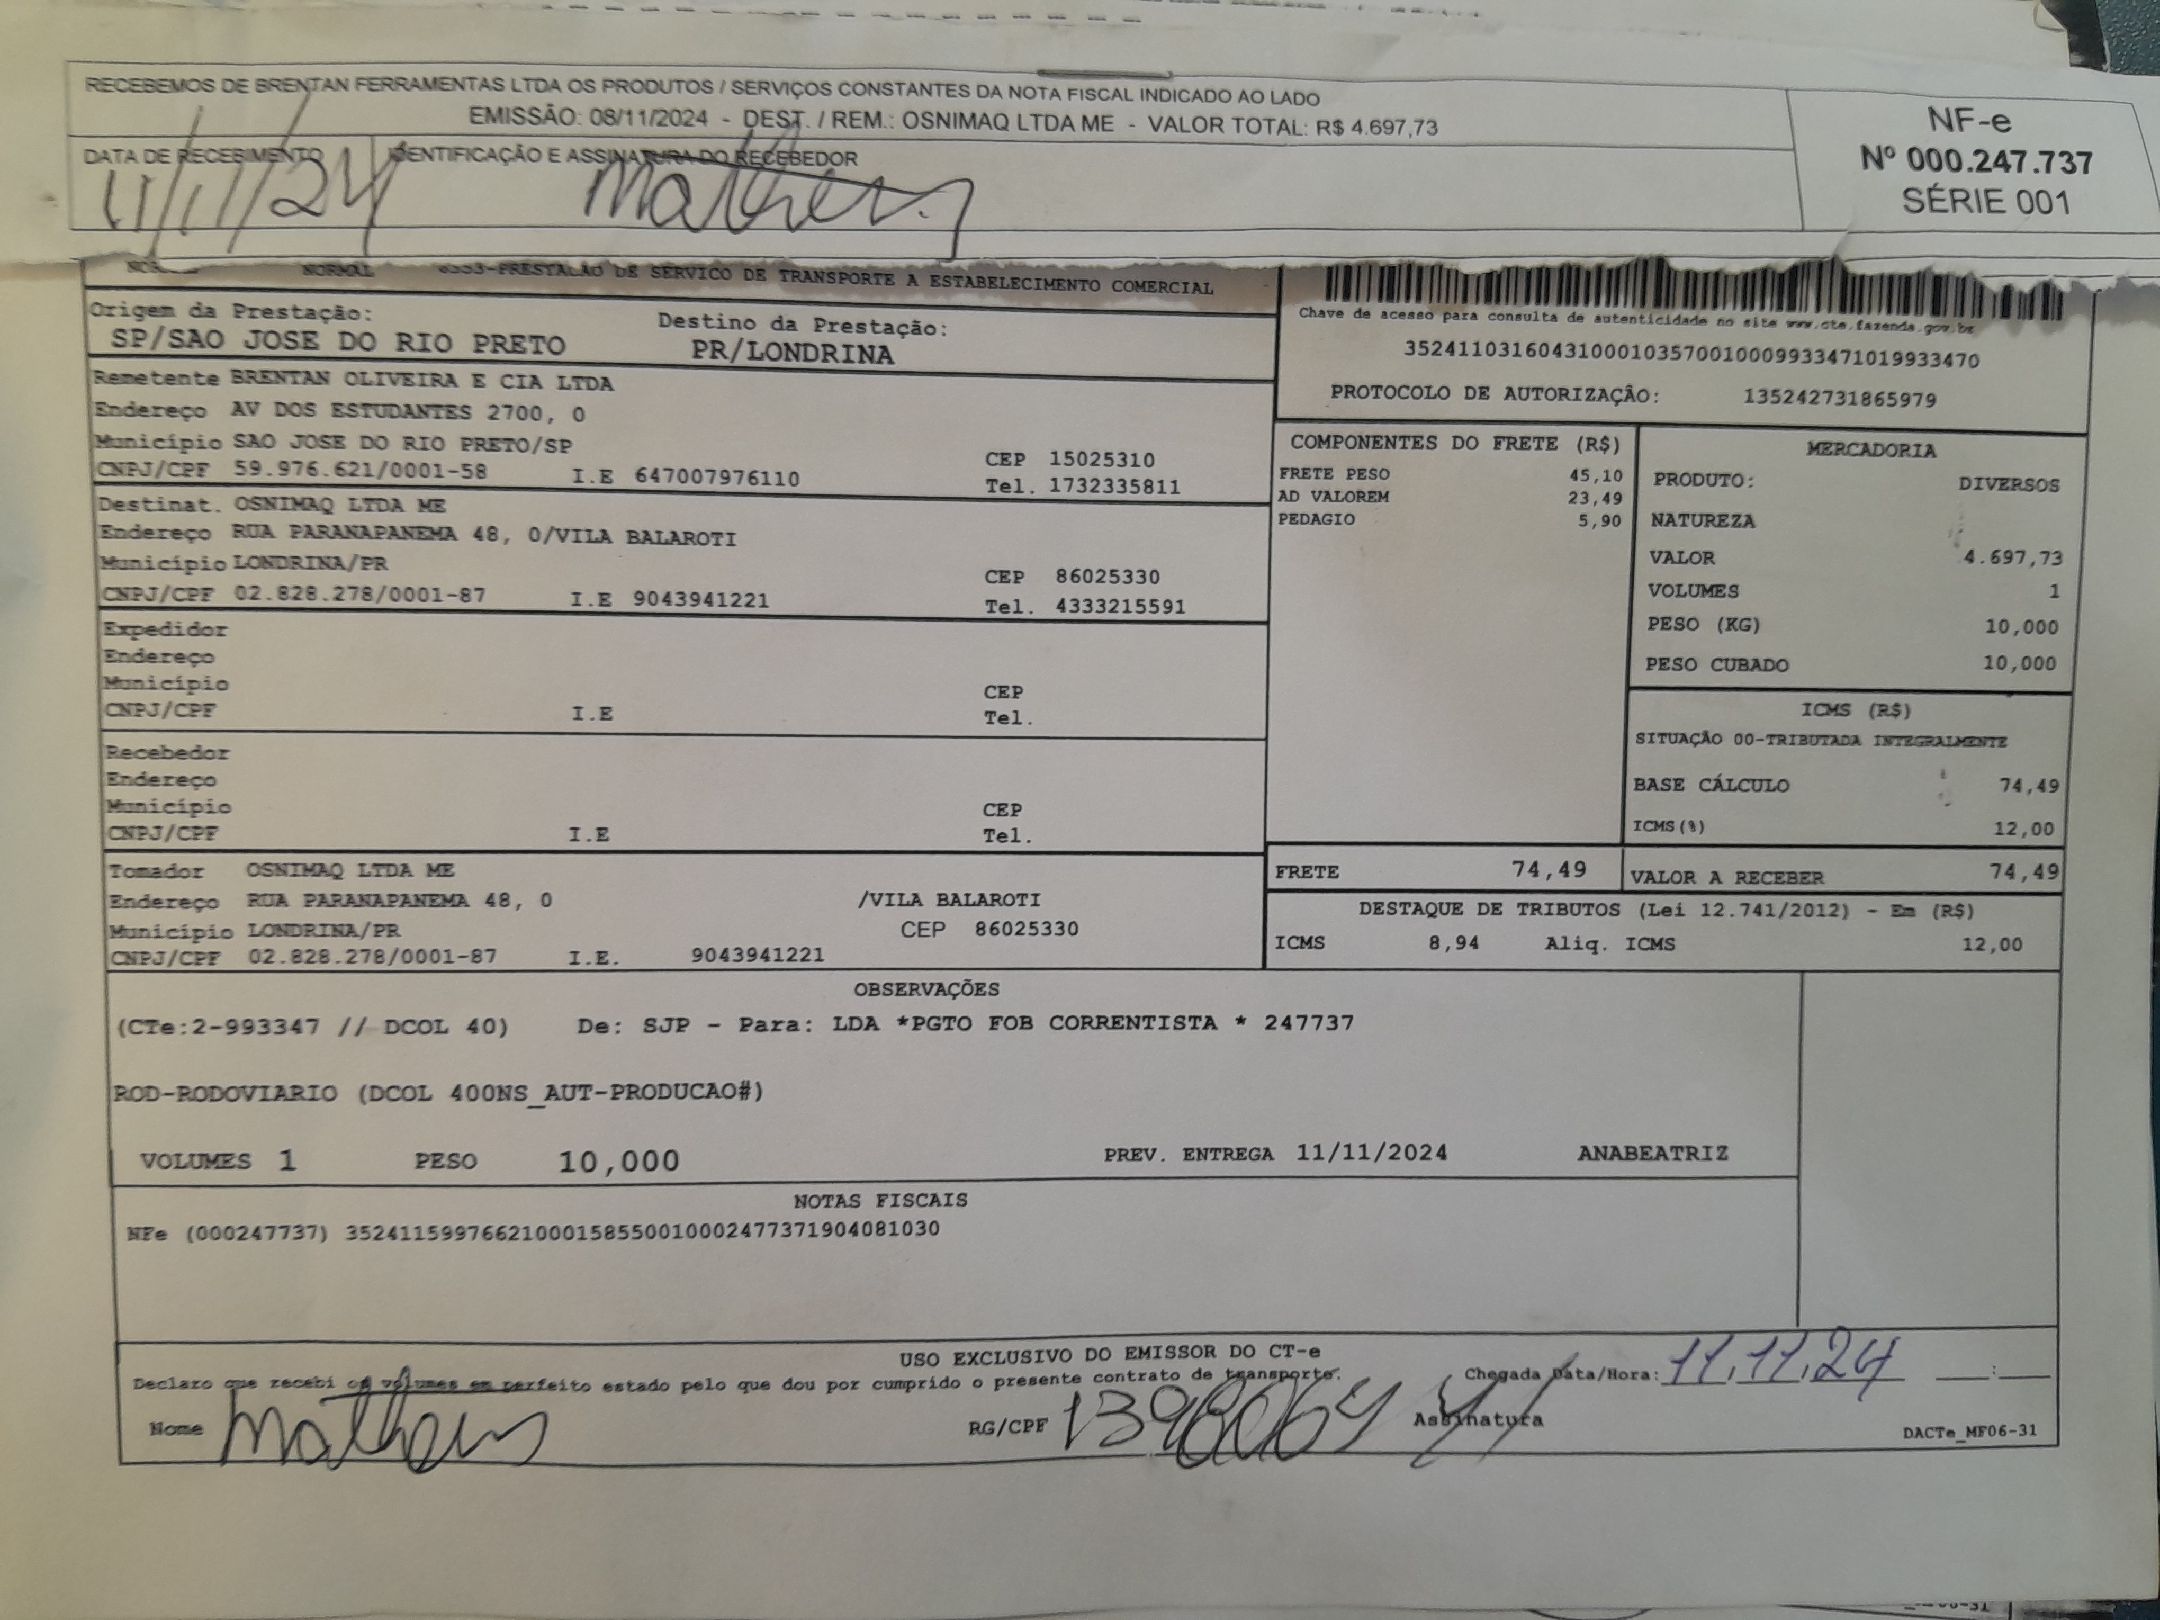 RECEBEMOS DE BRENTAN FERRAMENTAS LTDA OS PRODUTOS / SERVIÇOS CONSTANTES DA NOTA FISCAL INDICADO AO LADO
EMISSÃO: 08/11/2024 - DEST. / REM.: OSNIMAQ LTDA ME - VALOR TOTAL: R$ 4.697,73
NF-e
Nº 000.247.737
SÉRIE 001
DATA DE RECEBIMENTO IDENTIFICAÇÃO E ASSINATURA DO RECEBEDOR
11/11/24 Matheus
NORMAL 6353-PRESTAÇÃO DE SERVICO DE TRANSPORTE A ESTABELECIMENTO COMERCIAL
Origem da Prestação: Destino da Prestação:
SP/SAO JOSE DO RIO PRETO PR/LONDRINA
Chave de acesso para consulta de autenticidade no site www.cte.fazenda.gov.br
35241103160431000103570010009933471019933470
PROTOCOLO DE AUTORIZAÇÃO: 135242731865979
Remetente BRENTAN OLIVEIRA E CIA LTDA
Endereço AV DOS ESTUDANTES 2700, 0
Município SAO JOSE DO RIO PRETO/SP CEP 15025310
CNPJ/CPF 59.976.621/0001-58 I.E 647007976110 Tel. 1732335811
Destinat. OSNIMAQ LTDA ME
Endereço RUA PARANAPANEMA 48, 0/VILA BALAROTI
Município LONDRINA/PR CEP 86025330
CNPJ/CPF 02.828.278/0001-87 I.E 9043941221 Tel. 4333215591
Expedidor
Endereço
Município CEP
CNPJ/CPF I.E Tel.
Recebedor
Endereço
Município CEP
CNPJ/CPF I.E Tel.
Tomador OSNIMAQ LTDA ME
Endereço RUA PARANAPANEMA 48, 0 /VILA BALAROTI
Município LONDRINA/PR CEP 86025330
CNPJ/CPF 02.828.278/0001-87 I.E. 9043941221
COMPONENTES DO FRETE (R$)
FRETE PESO 45,10
AD VALOREM 23,49
PEDAGIO 5,90
MERCADORIA
PRODUTO: DIVERSOS
NATUREZA
VALOR 4.697,73
VOLUMES 1
PESO (KG) 10,000
PESO CUBADO 10,000
ICMS (R$)
SITUAÇÃO 00-TRIBUTADA INTEGRALMENTE
BASE CÁLCULO 74,49
ICMS(%) 12,00
FRETE 74,49 VALOR A RECEBER 74,49
DESTAQUE DE TRIBUTOS (Lei 12.741/2012) - Em (R$)
ICMS 8,94 Aliq. ICMS 12,00
OBSERVAÇÕES
(CTe:2-993347 // DCOL 40) De: SJP - Para: LDA *PGTO FOB CORRENTISTA * 247737
ROD-RODOVIARIO (DCOL 400NS_AUT-PRODUCAO#)
VOLUMES 1 PESO 10,000 PREV. ENTREGA 11/11/2024 ANABEATRIZ
NOTAS FISCAIS
NFe (000247737) 35241159976621000158550010002477371904081030
USO EXCLUSIVO DO EMISSOR DO CT-e
Declaro que recebi os volumes em perfeito estado pelo que dou por cumprido o presente contrato de transporte. Chegada Data/Hora: 11.11.24 :
Nome Matheus RG/CPF Assinatura DACTe_MF06-31